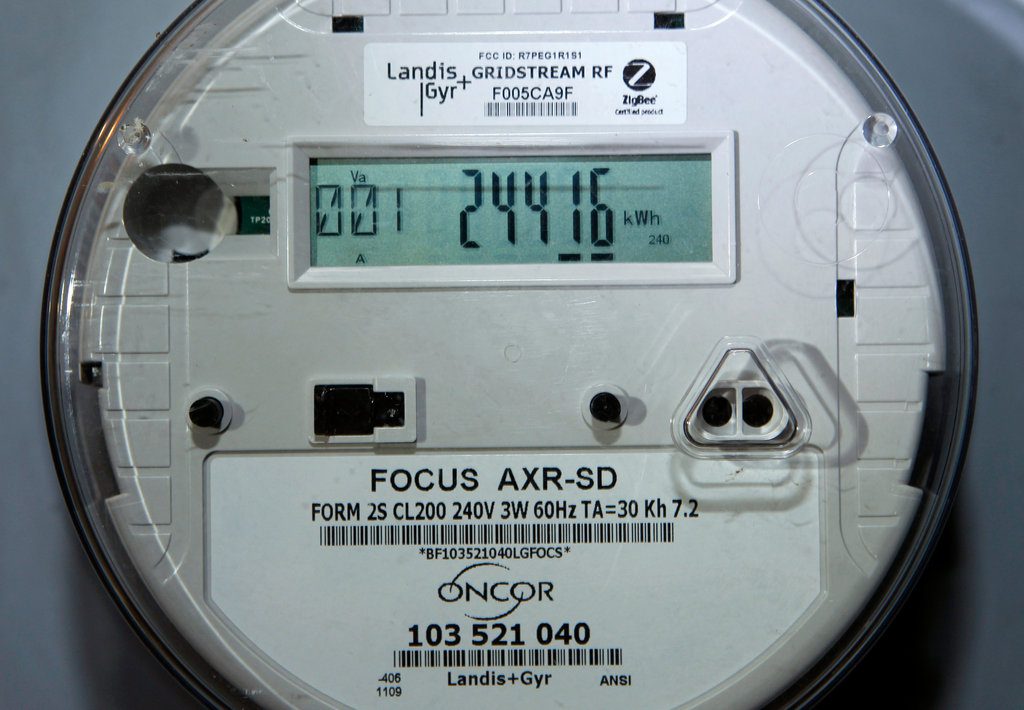 FCC ID: R7PEG1R1S1
Landis+Gyr GRIDSTREAM RF
F005CA9F
Z
ZigBee
Certified product
TP20
Va
001 24416 kWh
240
A
FOCUS AXR-SD
FORM 2S CL200 240V 3W 60Hz TA=30 Kh 7.2
*BF103521040LGFOCS*
ONCOR
103 521 040
-406 Landis+Gyr ANSI
1109